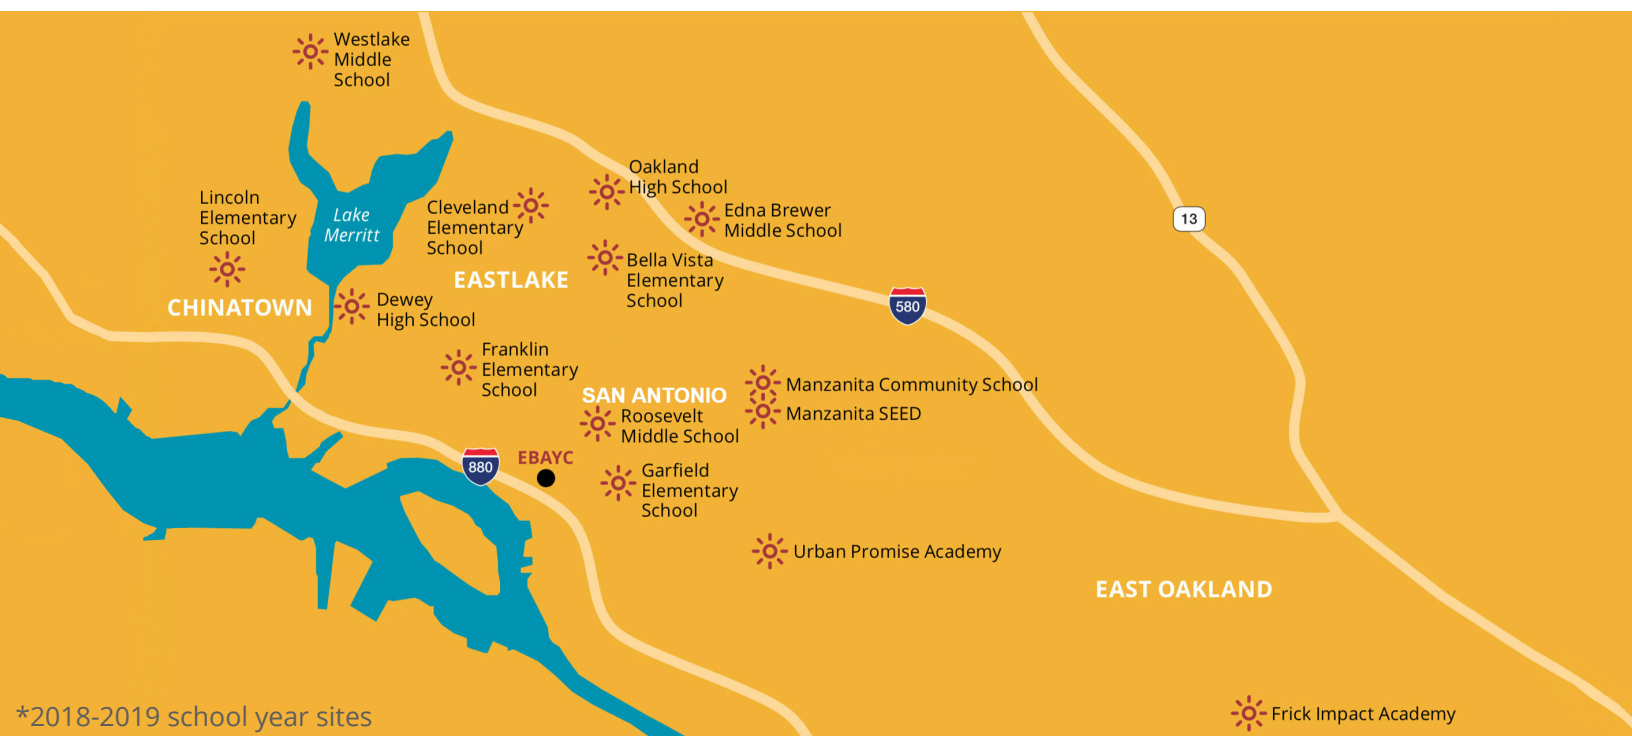 Westlake
Middle
School
Oakland
High School
Lincoln
Elementary
School
Lake
Merritt
Cleveland
Elementary
School
Edna Brewer
Middle School
13
EASTLAKE
Bella Vista
Elementary
School
CHINATOWN
Dewey
High School
580
Franklin
Elementary
School
SAN ANTONIO
Manzanita Community School
Manzanita SEED
Roosevelt
Middle School
880
EBAYC
Garfield
Elementary
School
Urban Promise Academy
EAST OAKLAND
*2018-2019 school year sites
Frick Impact Academy